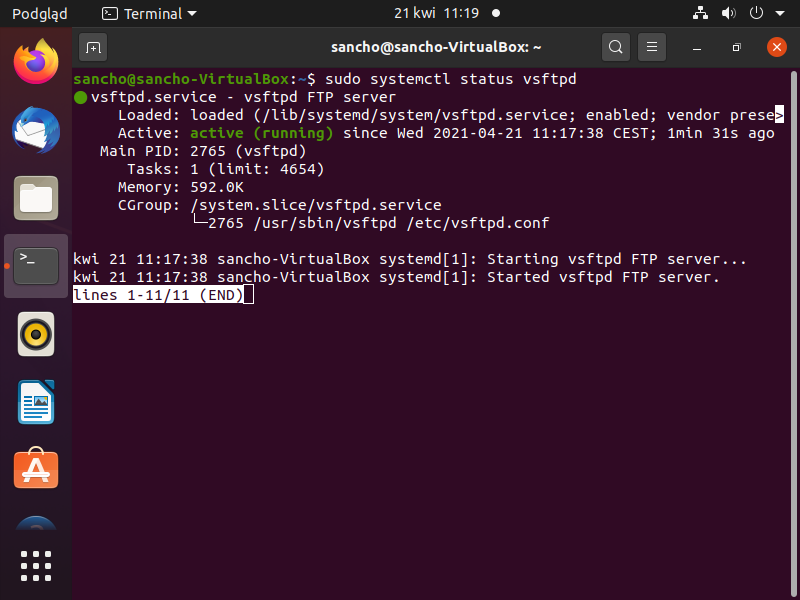 Podgląd
Terminal
21 kwi 11:19
sancho@sancho-VirtualBox: ~
sancho@sancho-VirtualBox:~$ sudo systemctl status vsftpd
● vsftpd.service - vsftpd FTP server
     Loaded: loaded (/lib/systemd/system/vsftpd.service; enabled; vendor prese>
     Active: active (running) since Wed 2021-04-21 11:17:38 CEST; 1min 31s ago
   Main PID: 2765 (vsftpd)
      Tasks: 1 (limit: 4654)
     Memory: 592.0K
     CGroup: /system.slice/vsftpd.service
             └─2765 /usr/sbin/vsftpd /etc/vsftpd.conf
kwi 21 11:17:38 sancho-VirtualBox systemd[1]: Starting vsftpd FTP server...
kwi 21 11:17:38 sancho-VirtualBox systemd[1]: Started vsftpd FTP server.
lines 1-11/11 (END)